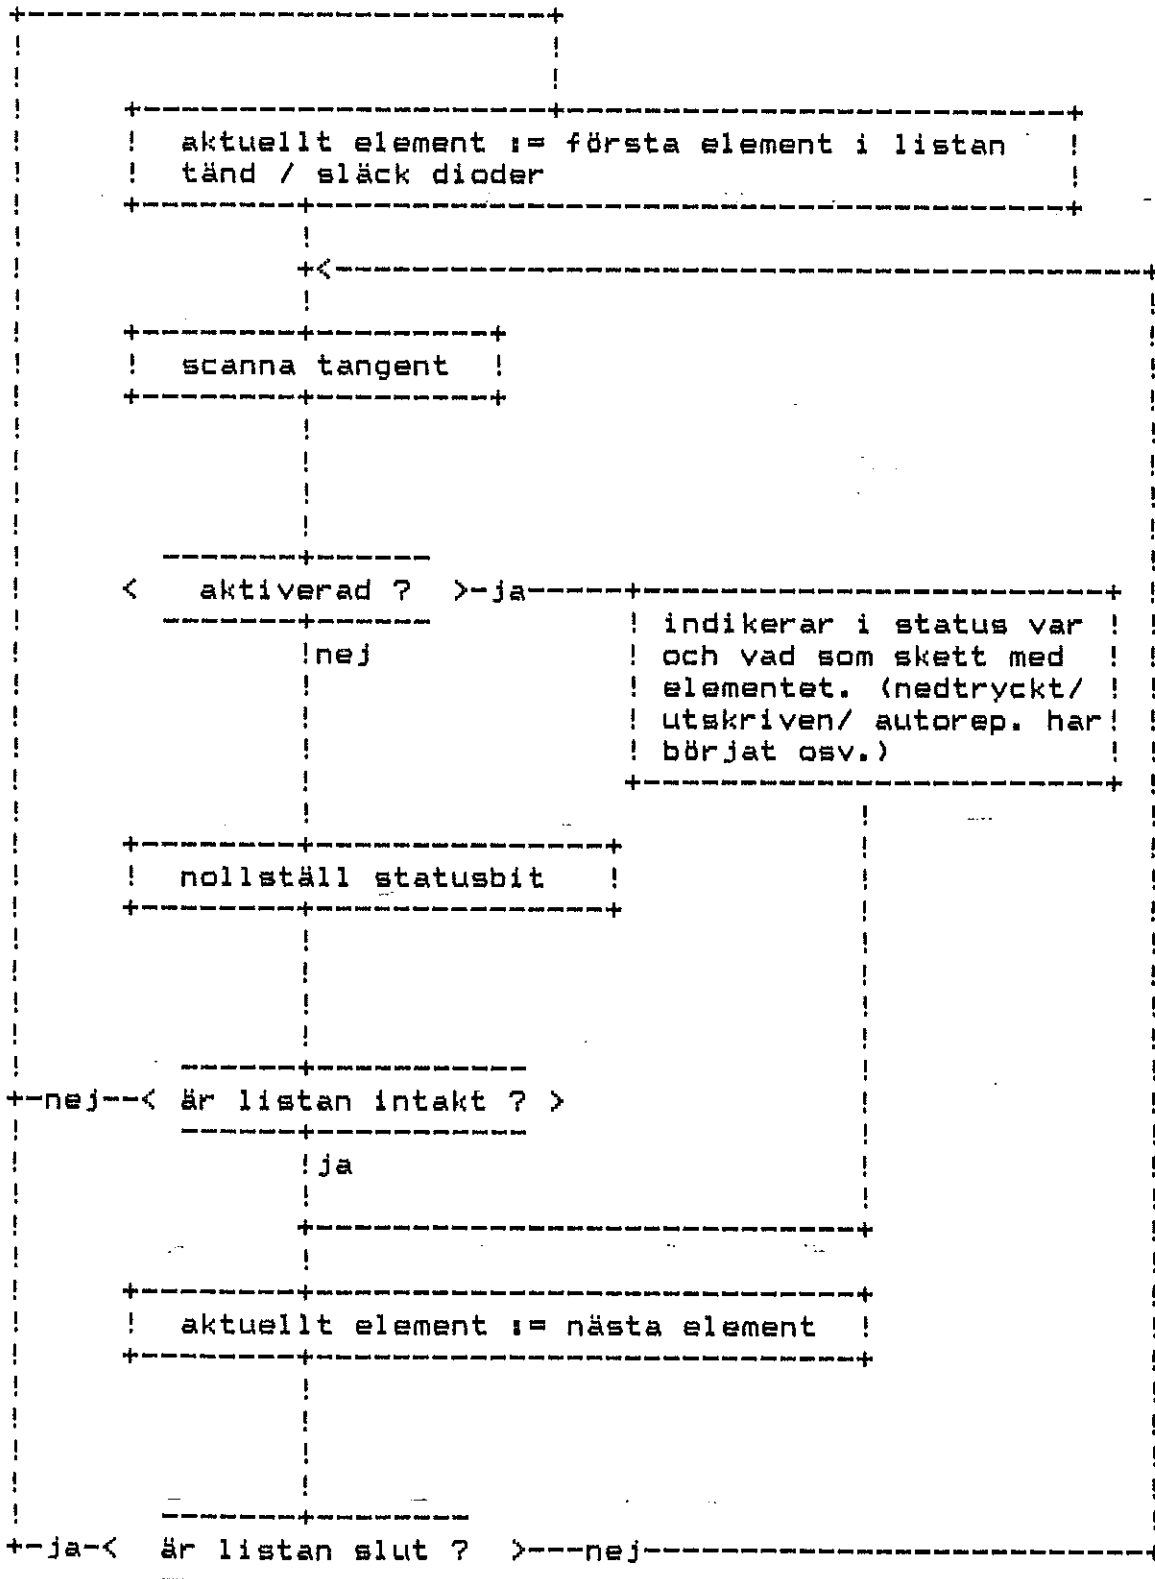 aktuellt element := första element i listan
tänd / släck dioder
scanna tangent
aktiverad ? ja
nej
indikerar i status var
och vad som skett med
elementet. (nedtryckt/
utskriven/ autorep. har
börjat osv.)
nollställ statusbit
nej är listan intakt ?
ja
aktuellt element := nästa element
ja är listan slut ? nej